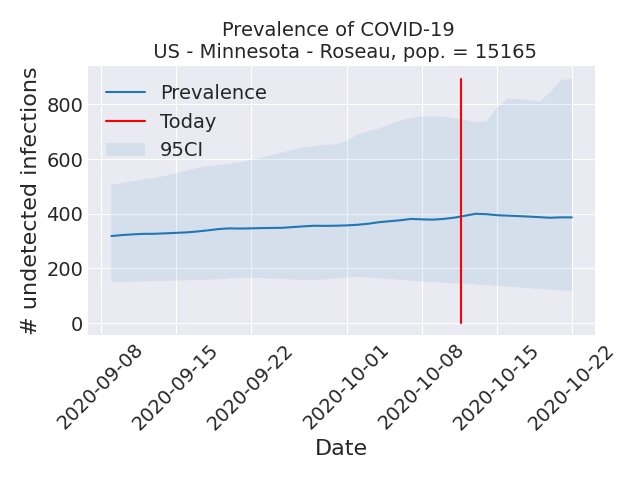 Prevalence of COVID-19
US - Minnesota - Roseau, pop. = 15165
# undetected infections
800
600
400
200
0
Prevalence
Today
95CI
2020-09-08
2020-09-15
2020-09-22
2020-10-01
2020-10-08
2020-10-15
2020-10-22
Date